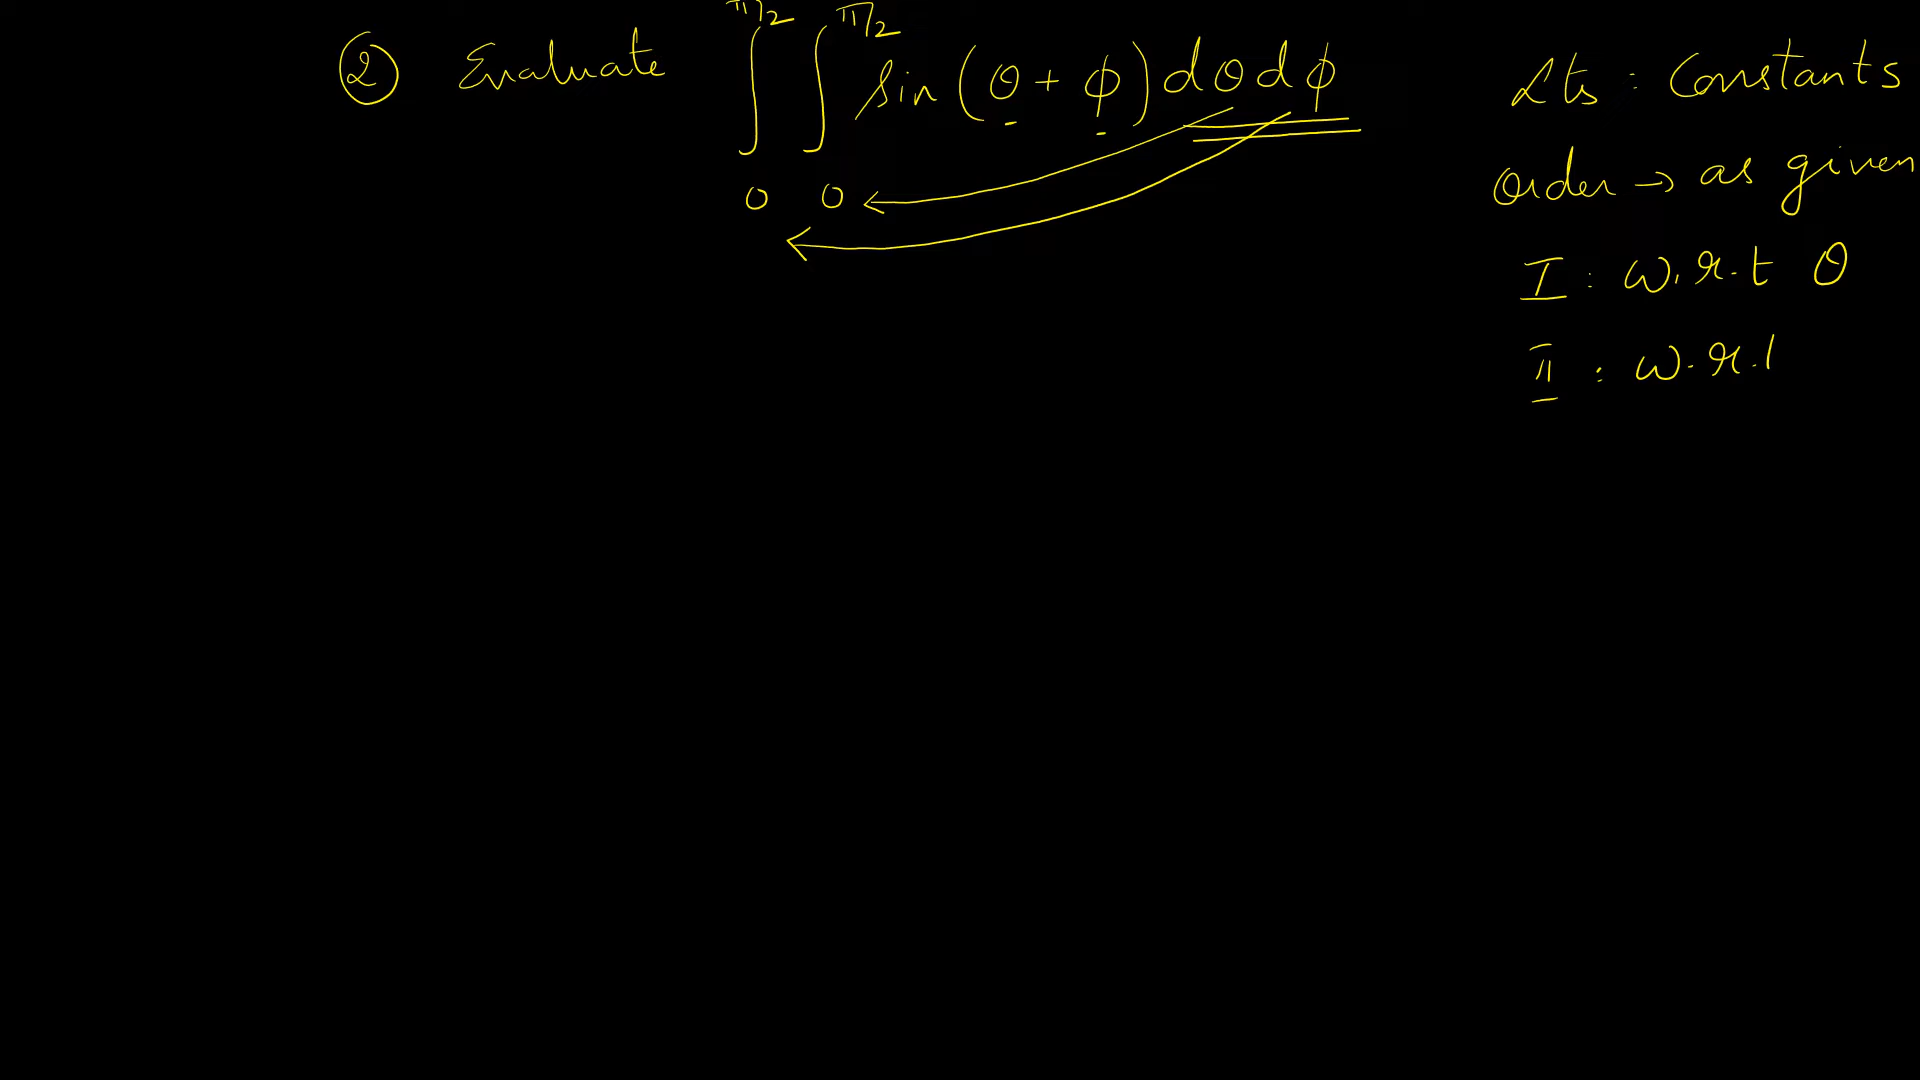 ② Evaluate ∫₀^{π/2} ∫₀^{π/2} sin(θ + φ) dθ dφ
Lts : Constants
Order → as given
I : w.r.t θ
II : w.r.